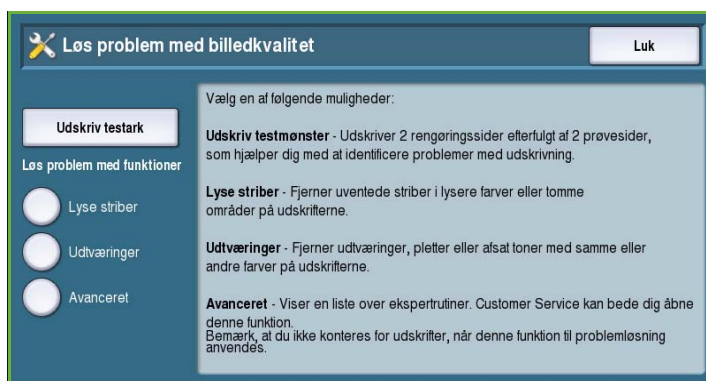 Løs problem med billedkvalitet
Luk
Udskriv testark
Løs problem med funktioner
Lyse striber
Udtværinger
Avanceret
Vælg en af følgende muligheder:
Udskriv testmønster - Udskriver 2 rengøringssider efterfulgt af 2 prøvesider,
som hjælper dig med at identificere problemer med udskrivning.
Lyse striber - Fjerner uventede striber i lysere farver eller tomme
områder på udskrifterne.
Udtværinger - Fjerner udtværinger, pletter eller afsat toner med samme eller
andre farver på udskrifterne.
Avanceret - Viser en liste over ekspertrutiner. Customer Service kan bede dig åbne
denne funktion.
Bemærk, at du ikke konteres for udskrifter, når denne funktion til problemløsning
anvendes.